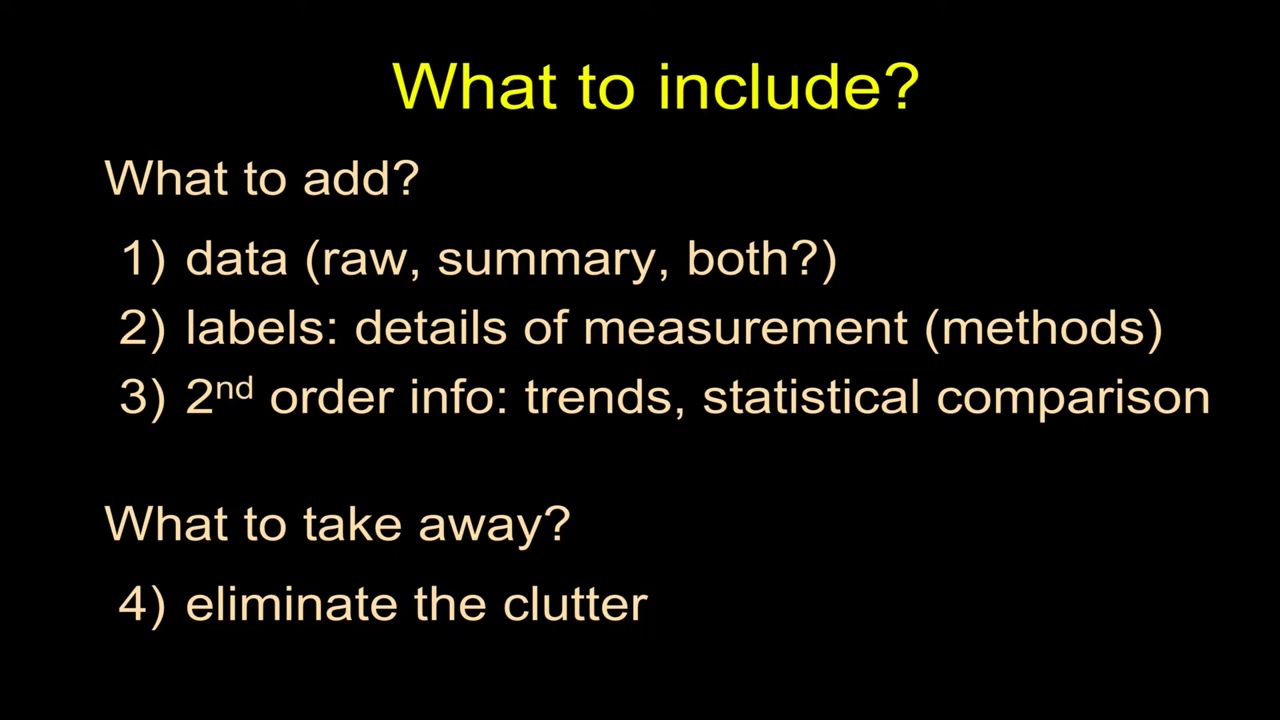 What to include?
What to add?
1) data (raw, summary, both?)
2) labels: details of measurement (methods)
3) 2nd order info: trends, statistical comparison
What to take away?
4) eliminate the clutter